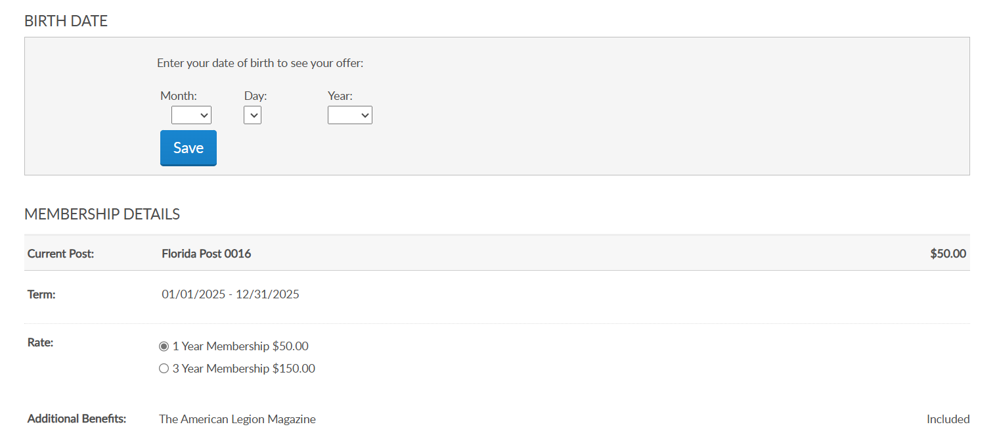 BIRTH DATE
Enter your date of birth to see your offer:
Month: Day: Year:
Save
MEMBERSHIP DETAILS
Current Post: Florida Post 0016 $50.00
Term: 01/01/2025 - 12/31/2025
Rate: 1 Year Membership $50.00
3 Year Membership $150.00
Additional Benefits: The American Legion Magazine Included